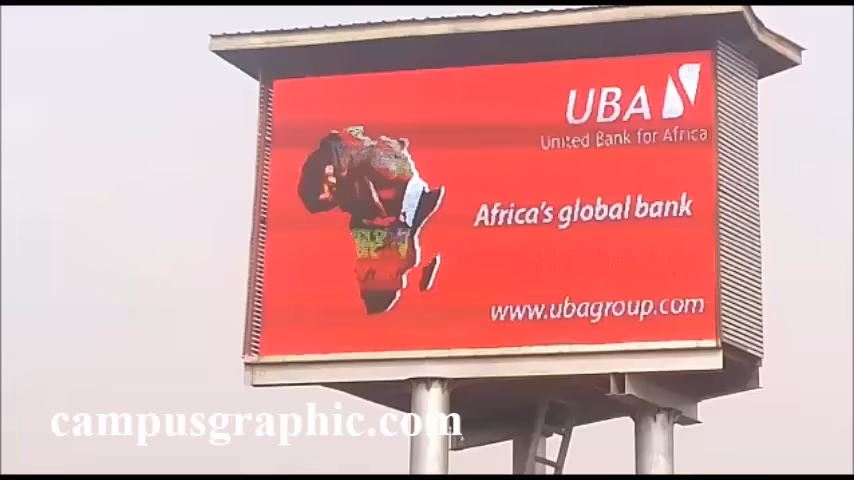 UBA
United Bank for Africa
Africa's global bank
www.ubagroup.com
campusgraphic.com